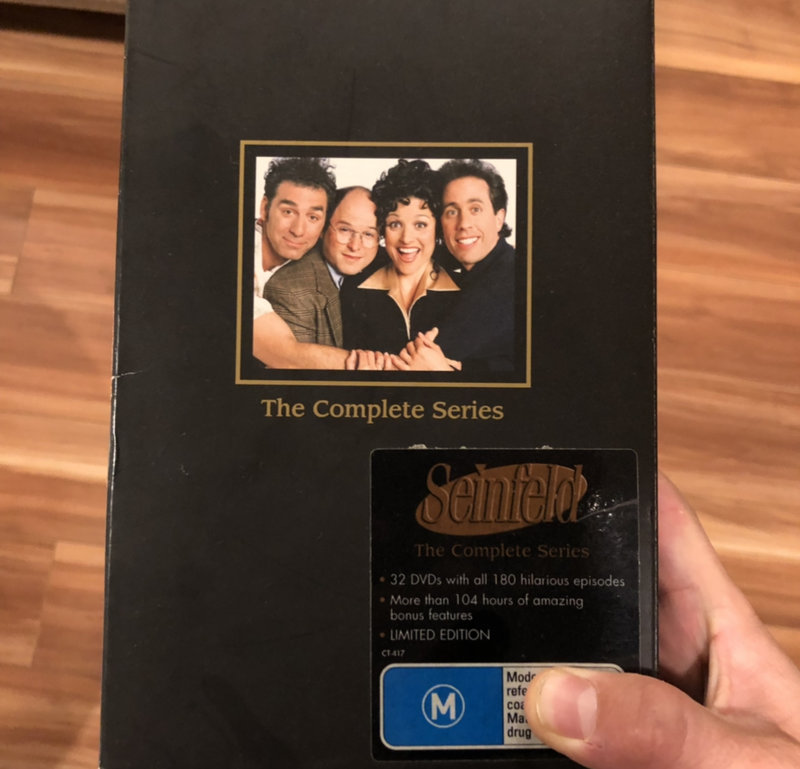 The Complete Series
Seinfeld
The Complete Series
• 32 DVDs with all 180 hilarious episodes
• More than 104 hours of amazing
bonus features
• LIMITED EDITION
CT-417
M
drug